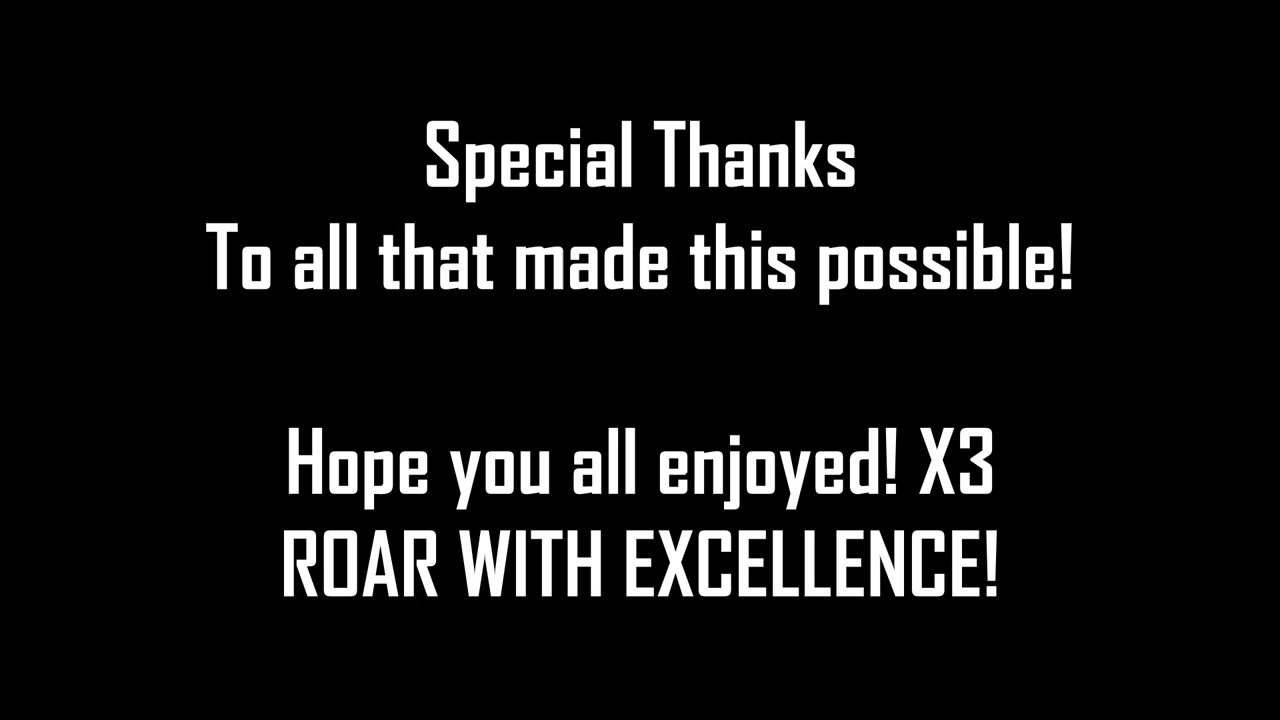 Special Thanks
To all that made this possible!
Hope you all enjoyed! X3
ROAR WITH EXCELLENCE!